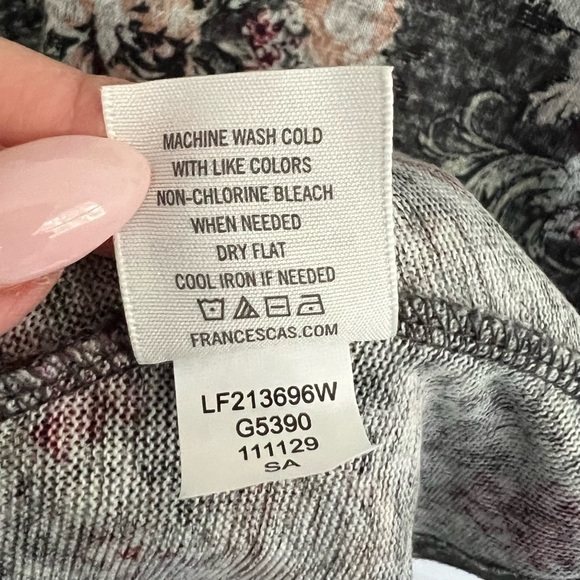 MACHINE WASH COLD
WITH LIKE COLORS
NON-CHLORINE BLEACH
WHEN NEEDED
DRY FLAT
COOL IRON IF NEEDED
FRANCESCAS.COM
LF213696W
G5390
111129
SA